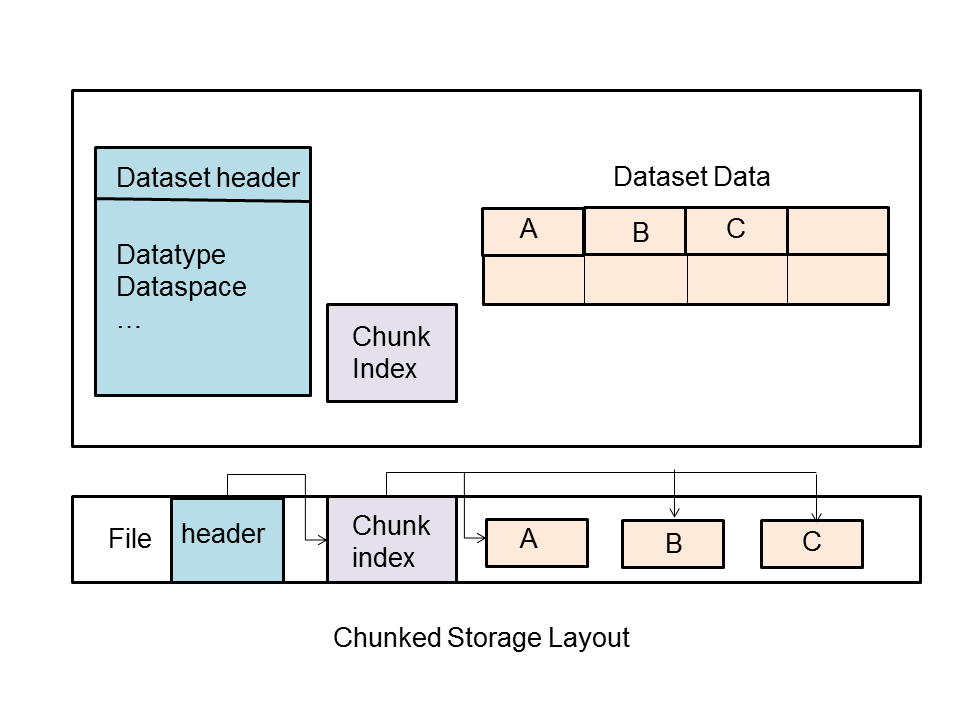 Dataset header
Datatype
Dataspace
...
Chunk
Index
Dataset Data
A
B
C
File
header
Chunk
index
A
B
C
Chunked Storage Layout